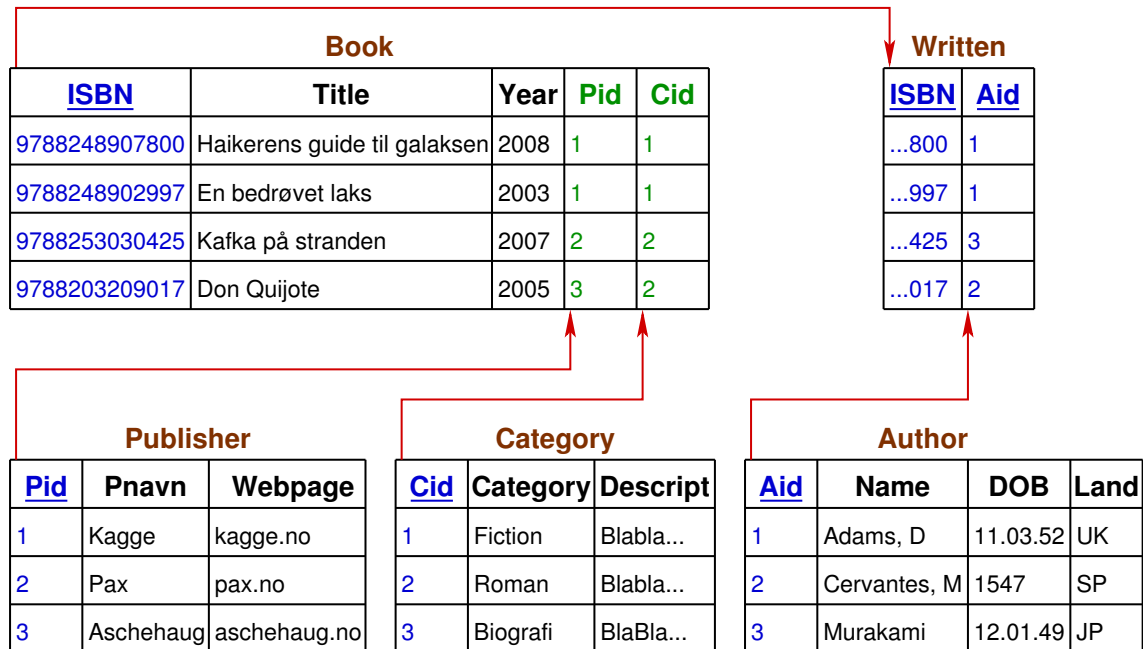 Book Written
ISBN Title Year Pid Cid ISBN Aid
9788248907800 Haikerens guide til galaksen 2008 1 1 ...800 1
9788248902997 En bedrøvet laks 2003 1 1 ...997 1
9788253030425 Kafka på stranden 2007 2 2 ...425 3
9788203209017 Don Quijote 2005 3 2 ...017 2
Publisher Category Author
Pid Pnavn Webpage Cid Category Descript Aid Name DOB Land
1 Kagge kagge.no 1 Fiction Blabla... 1 Adams, D 11.03.52 UK
2 Pax pax.no 2 Roman Blabla... 2 Cervantes, M 1547 SP
3 Aschehaug aschehaug.no 3 Biografi BlaBla... 3 Murakami 12.01.49 JP